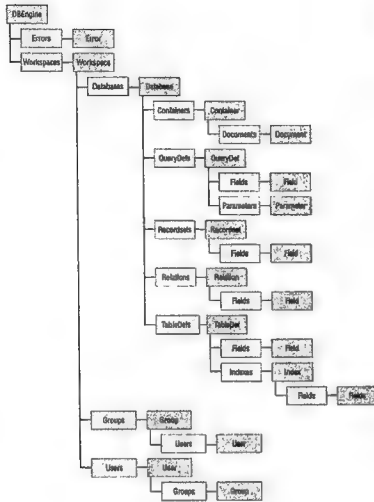 DBEngine
Errors Error
Workspaces Workspace
Databases Database
Containers Container
Documents Document
QueryDefs QueryDef
Fields Field
Parameters Parameter
Recordsets Recordset
Fields Field
Relations Relation
Fields Field
TableDefs TableDef
Fields Field
Indexes Index
Fields Fields
Groups Group
Users User
Users User
Groups Group